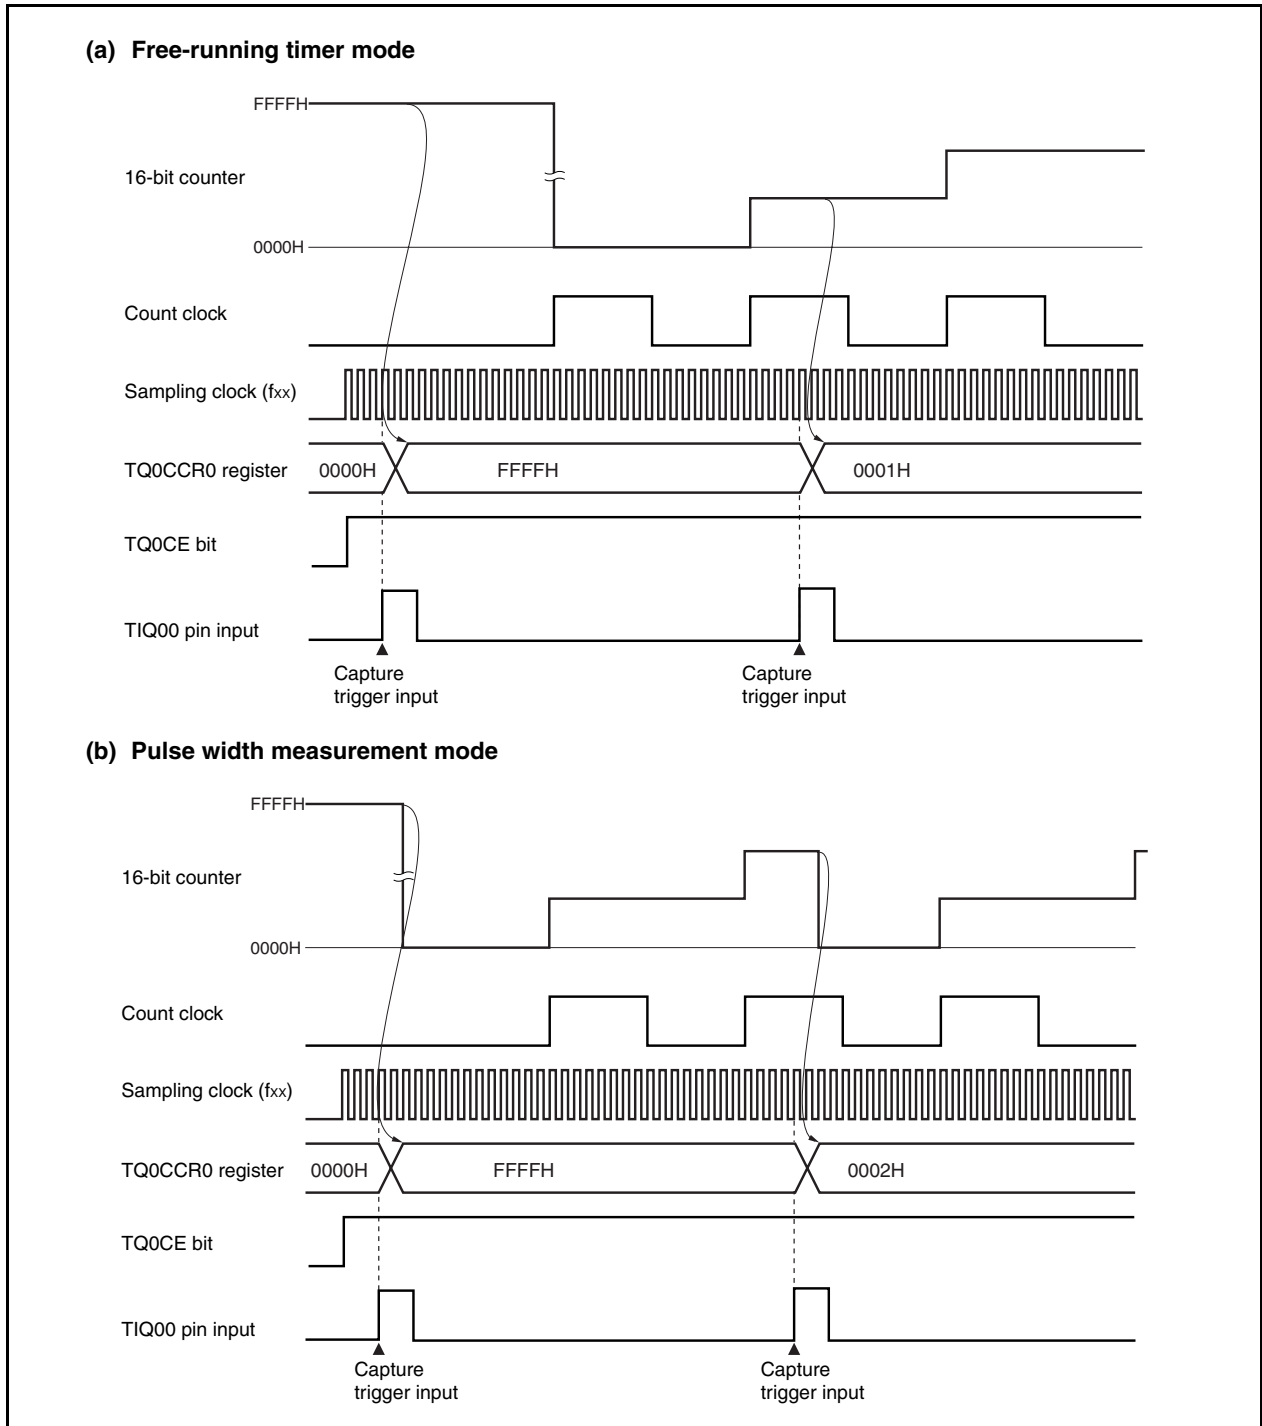 (a) Free-running timer mode
FFFFH
16-bit counter
0000H
Count clock
Sampling clock (fxx)
TQ0CCR0 register
0000H
FFFFH
0001H
TQ0CE bit
TIQ00 pin input
Capture
trigger input
Capture
trigger input
(b) Pulse width measurement mode
FFFFH
16-bit counter
0000H
Count clock
Sampling clock (fxx)
TQ0CCR0 register
0000H
FFFFH
0002H
TQ0CE bit
TIQ00 pin input
Capture
trigger input
Capture
trigger input